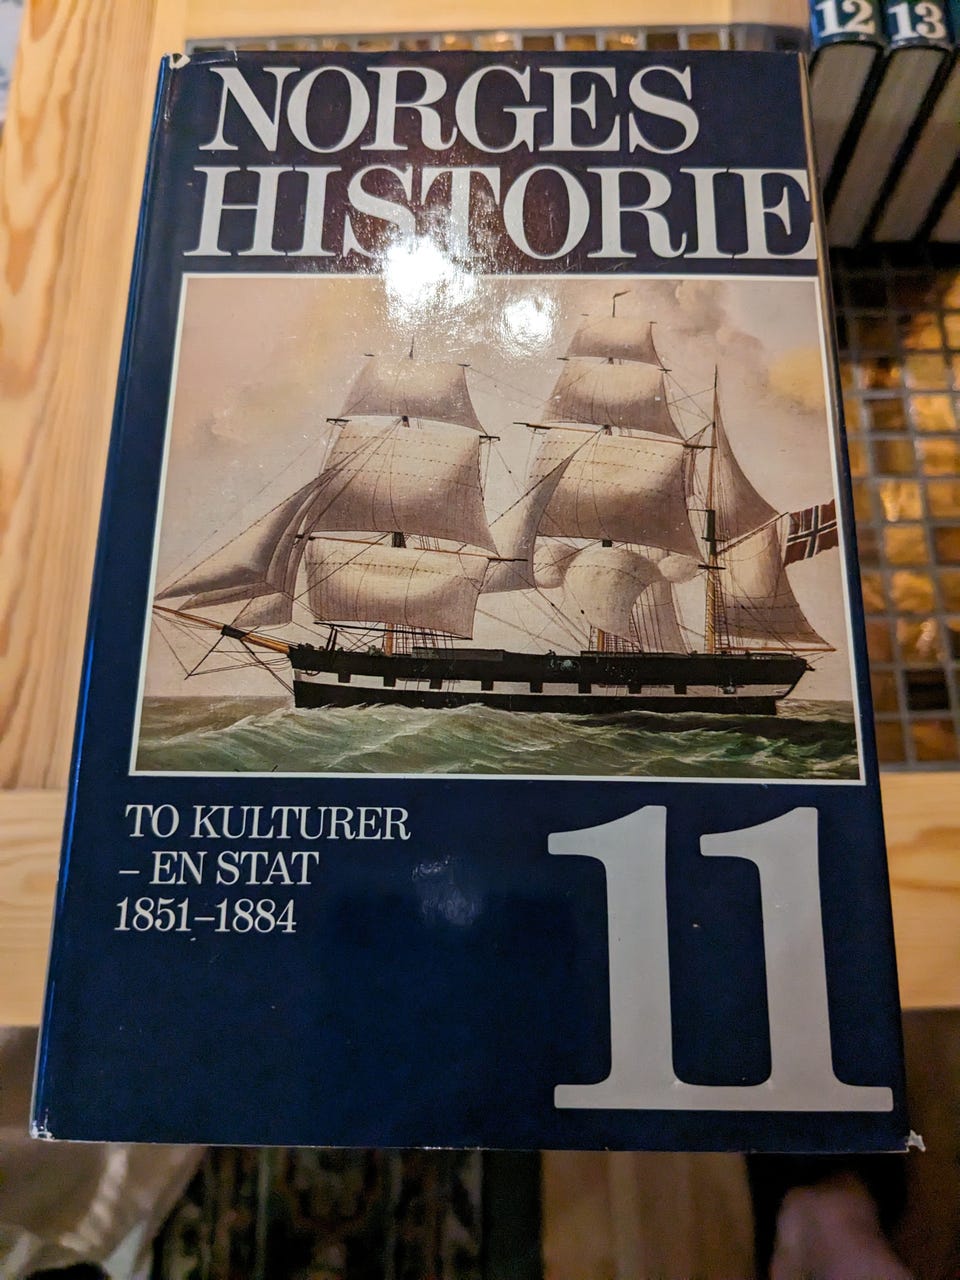 NORGES
HISTORIE
TO KULTURER
– EN STAT
1851–1884
11
12
13